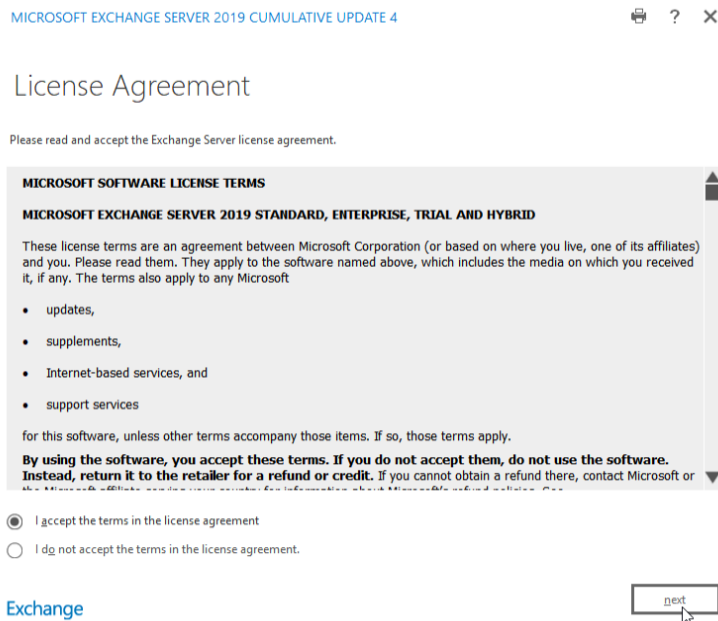 MICROSOFT EXCHANGE SERVER 2019 CUMULATIVE UPDATE 4
?
License Agreement
Please read and accept the Exchange Server license agreement.
MICROSOFT SOFTWARE LICENSE TERMS
MICROSOFT EXCHANGE SERVER 2019 STANDARD, ENTERPRISE, TRIAL AND HYBRID
These license terms are an agreement between Microsoft Corporation (or based on where you live, one of its affiliates)
and you. Please read them. They apply to the software named above, which includes the media on which you received
it, if any. The terms also apply to any Microsoft
• updates,
• supplements,
• Internet-based services, and
• support services
for this software, unless other terms accompany those items. If so, those terms apply.
By using the software, you accept these terms. If you do not accept them, do not use the software.
Instead, return it to the retailer for a refund or credit. If you cannot obtain a refund there, contact Microsoft or
I accept the terms in the license agreement
I do not accept the terms in the license agreement.
Exchange
next